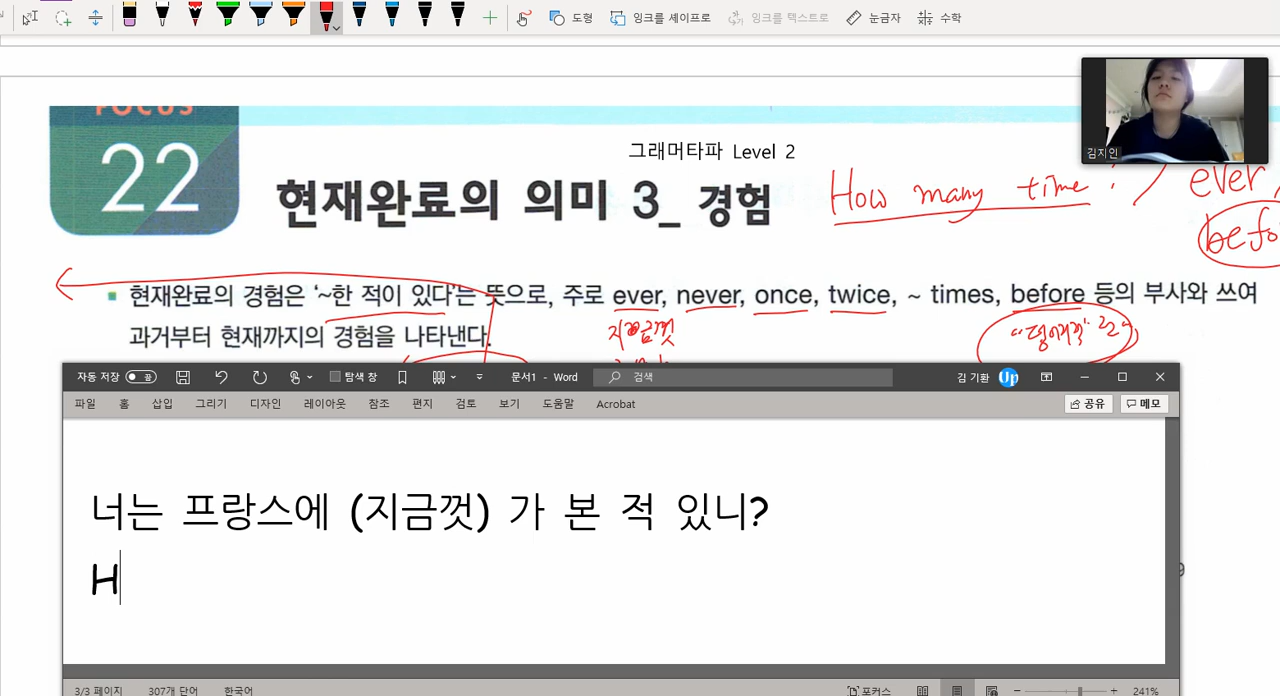 도형 잉크를 셰이프로 잉크를 텍스트로 눈금자 수학
FOCUS
22
그래머타파 Level 2
현재완료의 의미 3_ 경험
How many time ? / ever,
김지인
현재완료의 경험은 '~한 적이 있다'는 뜻으로, 주로 ever, never, once, twice, ~ times, before 등의 부사와 쓰여
과거부터 현재까지의 경험을 나타낸다.
지금껏
자동 저장 끔 탐색 창 문서1 - Word 검색 김 기환 Up
파일 홈 삽입 그리기 디자인 레이아웃 참조 편지 검토 보기 도움말 Acrobat 공유 메모
너는 프랑스에 (지금껏) 가 본 적 있니?
H
3/3 페이지 307개 단어 한국어 포커스 241%